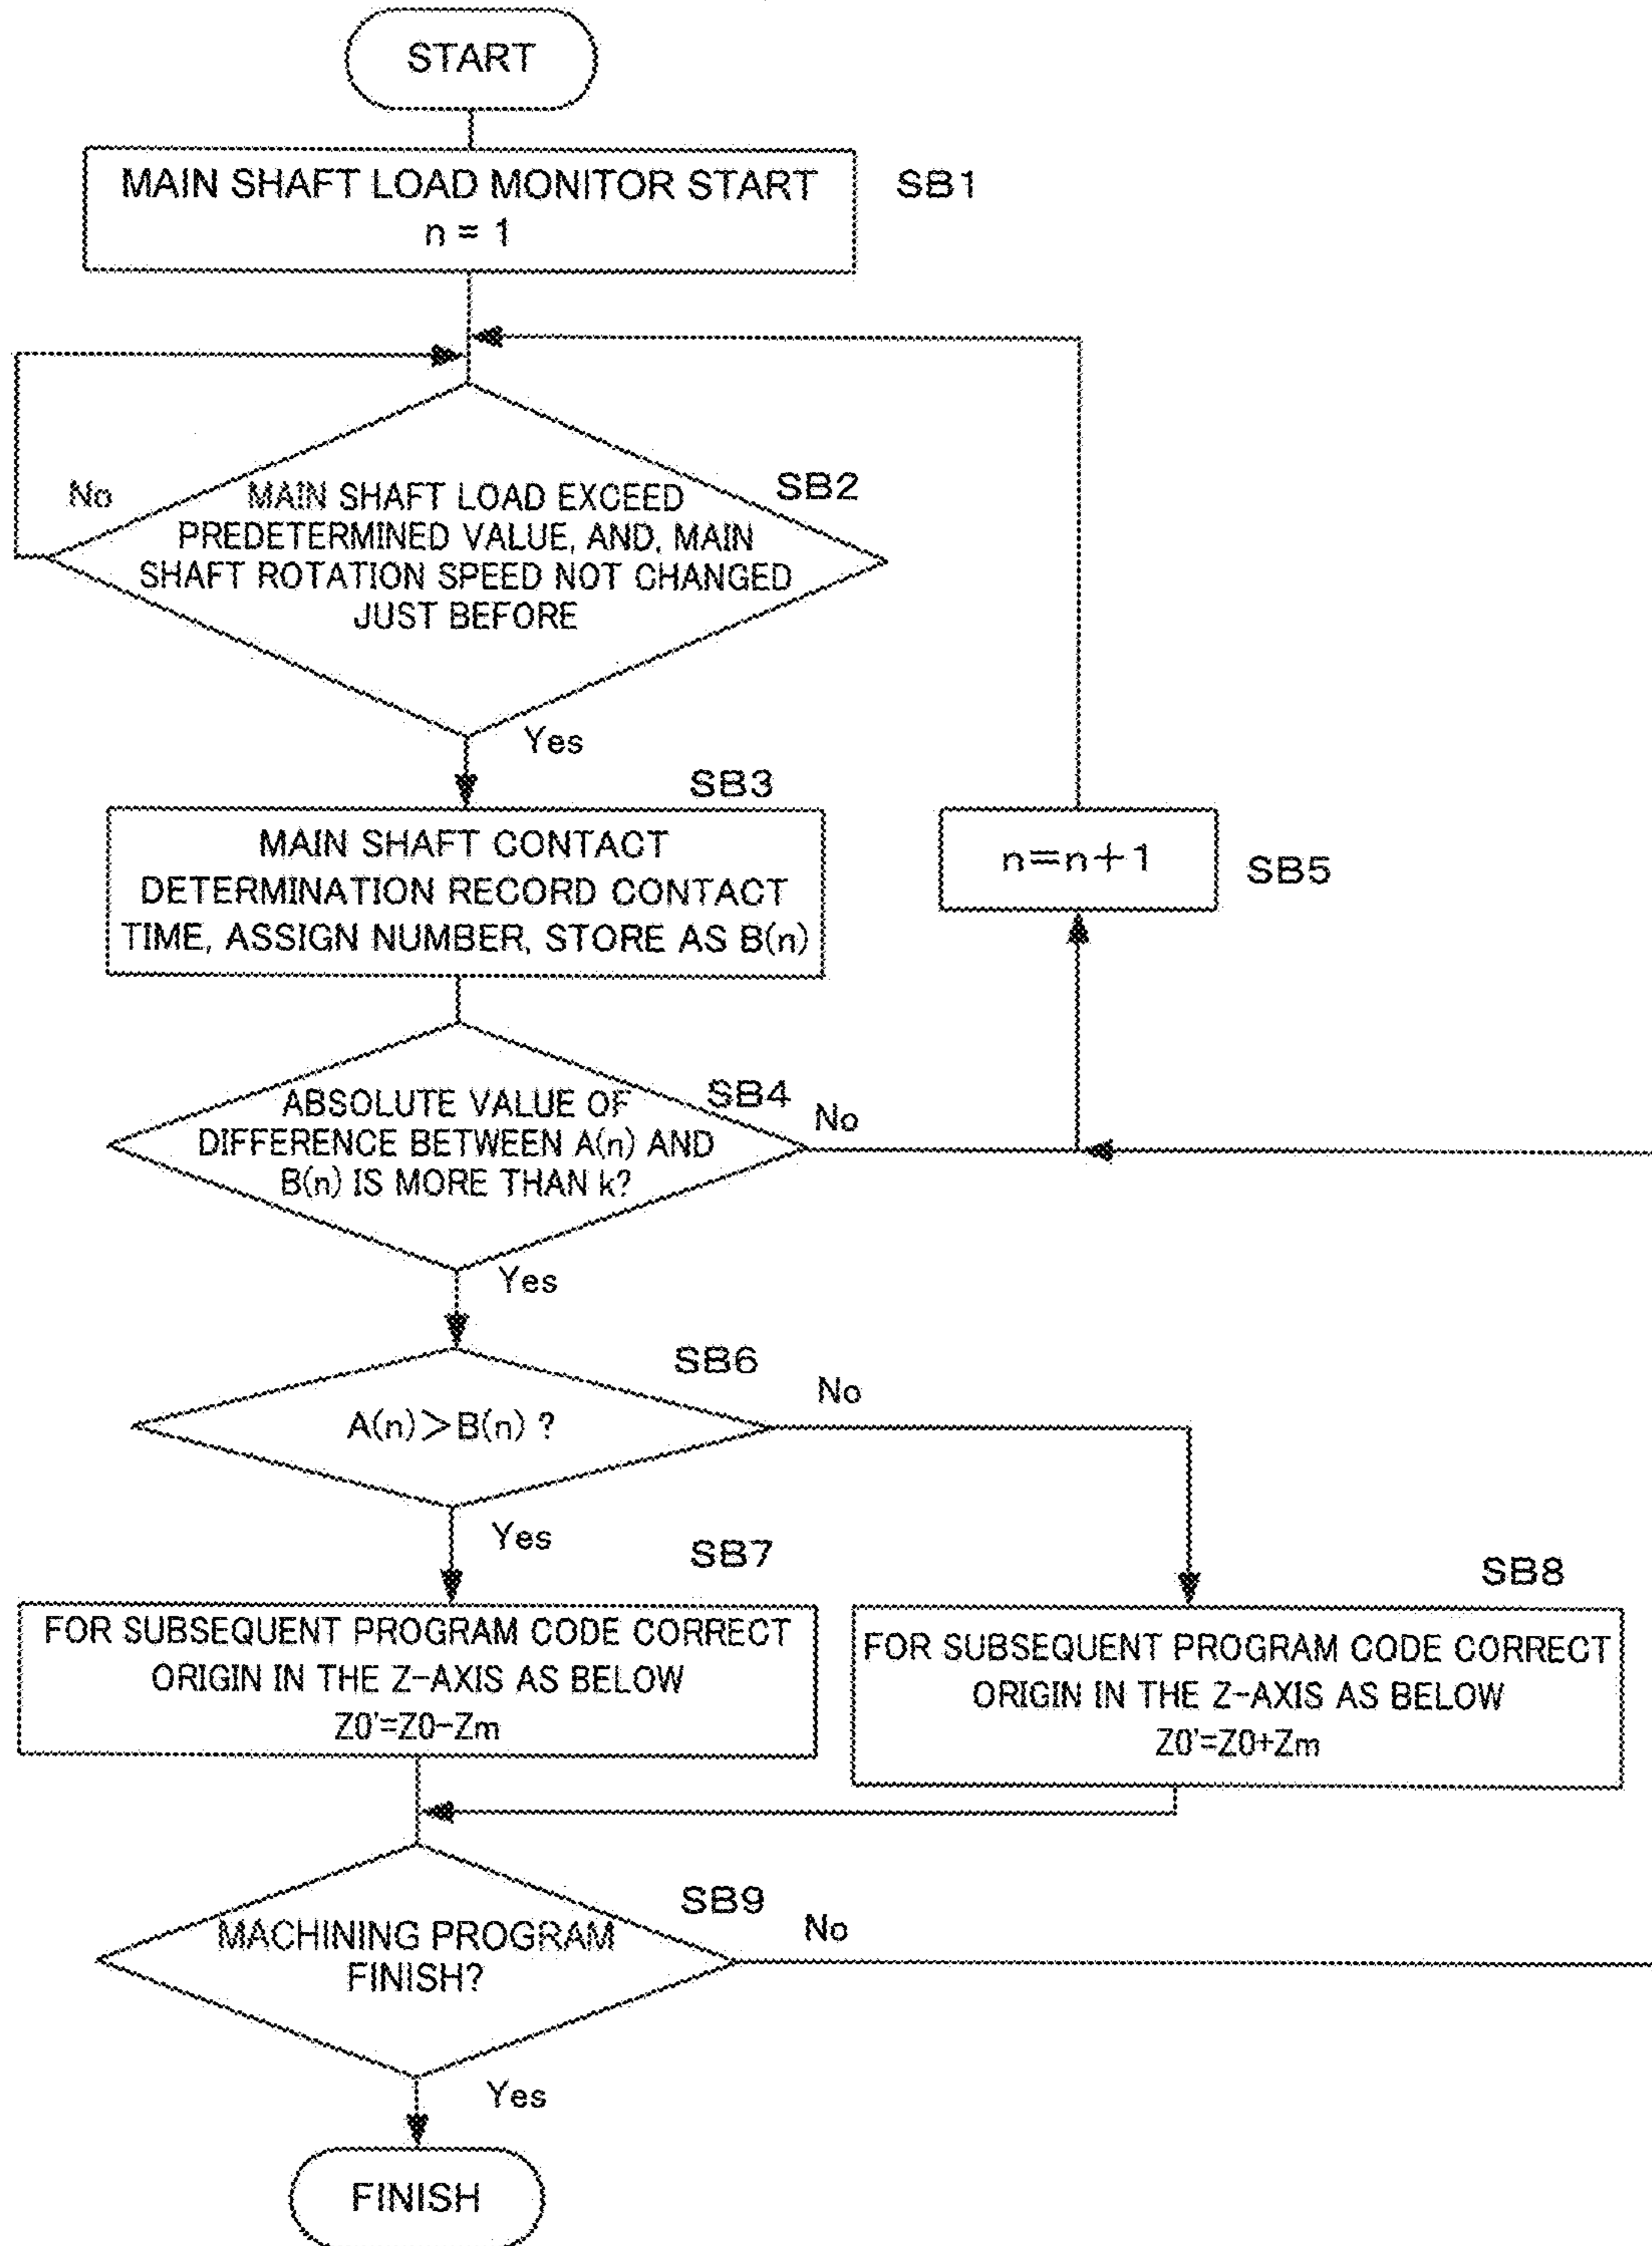 START
MAIN SHAFT LOAD MONITOR START
n = 1
SB1
No
SB2
MAIN SHAFT LOAD EXCEED
PREDETERMINED VALUE, AND, MAIN
SHAFT ROTATION SPEED NOT CHANGED
JUST BEFORE
Yes
SB3
MAIN SHAFT CONTACT
DETERMINATION RECORD CONTACT
TIME, ASSIGN NUMBER, STORE AS B(n)
n=n+1
SB5
SB4
ABSOLUTE VALUE OF
DIFFERENCE BETWEEN A(n) AND
B(n) IS MORE THAN k?
No
Yes
SB6
A(n)>B(n) ?
No
Yes
SB7
FOR SUBSEQUENT PROGRAM CODE CORRECT
ORIGIN IN THE Z-AXIS AS BELOW
Z0'=Z0-Zm
SB8
FOR SUBSEQUENT PROGRAM CODE CORRECT
ORIGIN IN THE Z-AXIS AS BELOW
Z0'=Z0+Zm
SB9
MACHINING PROGRAM
FINISH?
No
Yes
FINISH